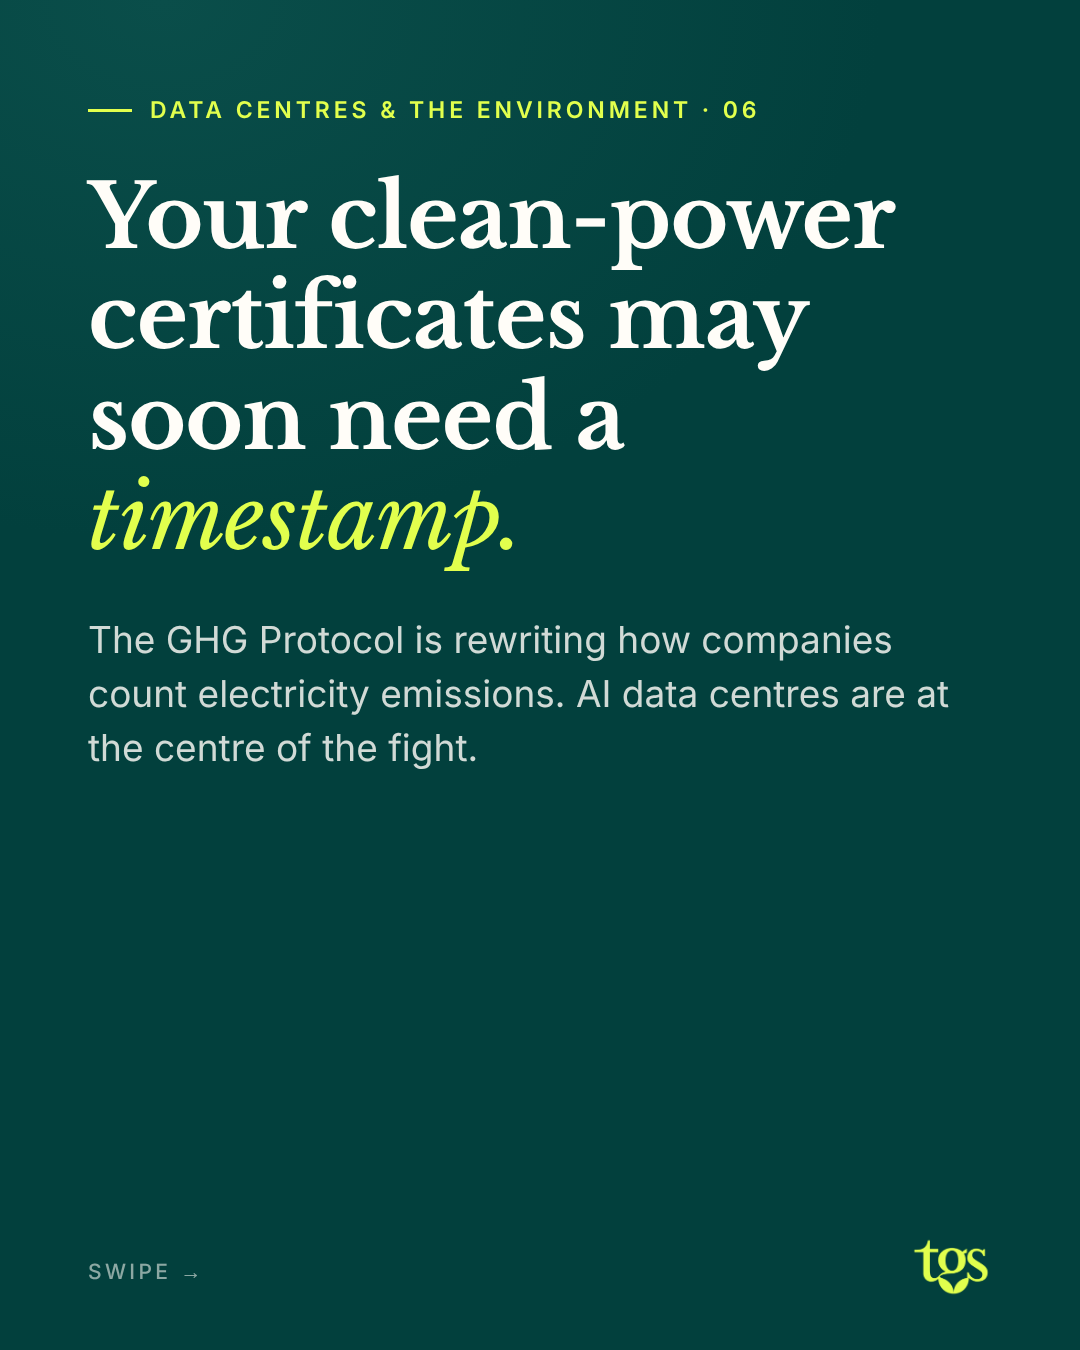 DATA CENTRES & THE ENVIRONMENT · 06
Your clean-power
certificates may
soon need a
timestamp.
The GHG Protocol is rewriting how companies
count electricity emissions. AI data centres are at
the centre of the fight.
SWIPE →
tgs